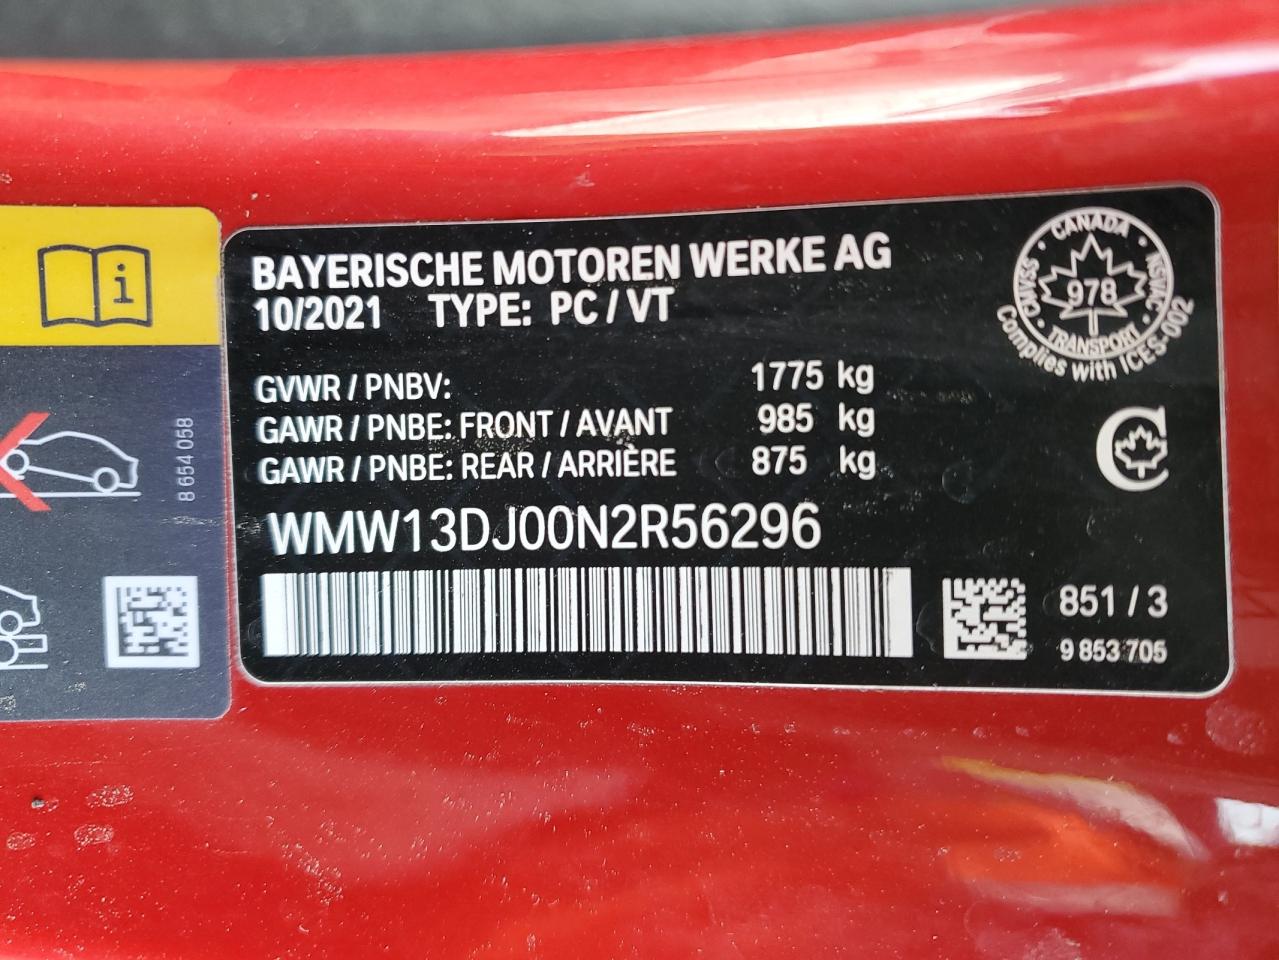 BAYERISCHE MOTOREN WERKE AG
10/2021 TYPE: PC / VT
CANADA
CMVSS NSVAC
978
TRANSPORT
Complies with ICES-002
GVWR / PNBV: 1775 kg
GAWR / PNBE: FRONT / AVANT 985 kg
GAWR / PNBE: REAR / ARRIÈRE 875 kg
C
WMW13DJ00N2R56296
851 / 3
9 853 705
i
8 654 058